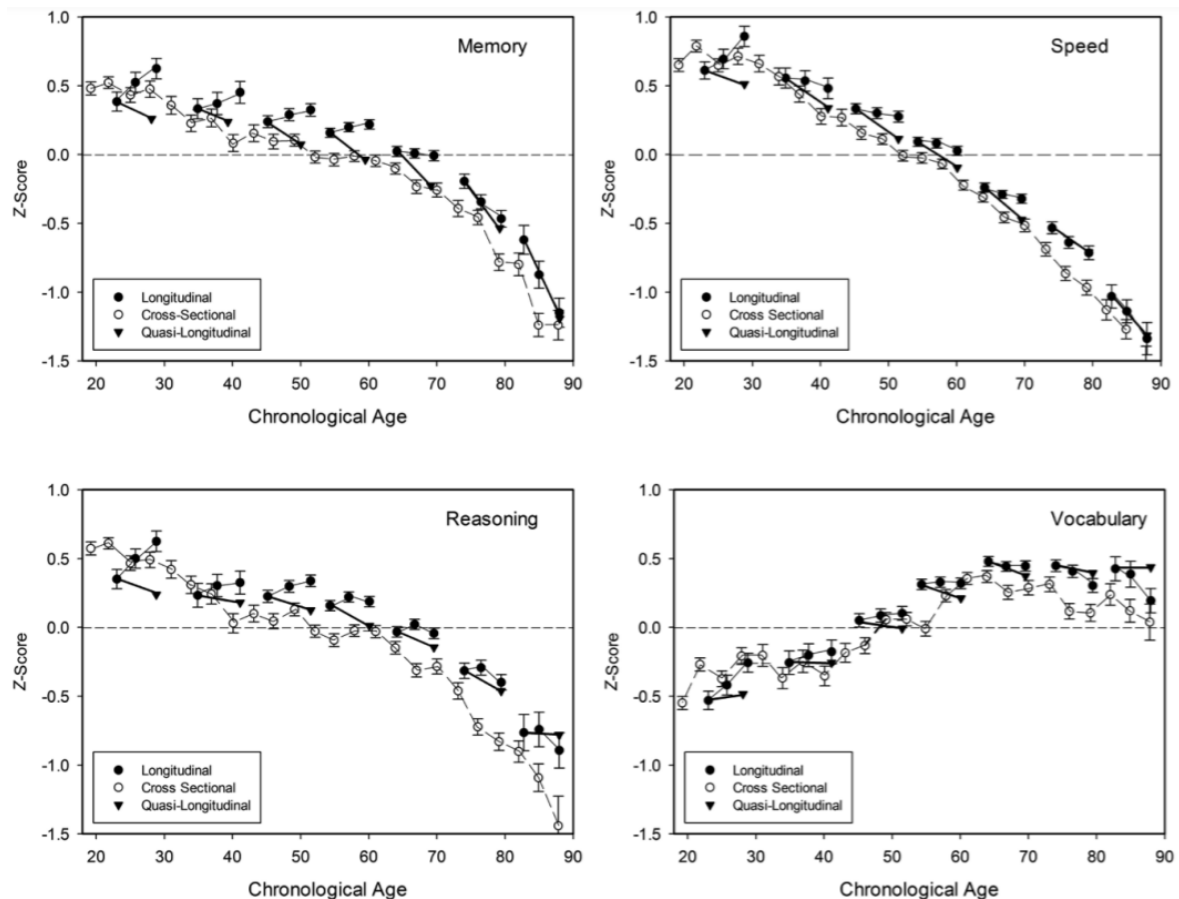 Memory
1.0
0.5
0.0
-0.5
-1.0
-1.5
Z-Score
Longitudinal
Cross-Sectional
Quasi-Longitudinal
20 30 40 50 60 70 80 90
Chronological Age
Speed
1.0
0.5
0.0
-0.5
-1.0
-1.5
Z-Score
Longitudinal
Cross Sectional
Quasi-Longitudinal
20 30 40 50 60 70 80 90
Chronological Age
Reasoning
1.0
0.5
0.0
-0.5
-1.0
-1.5
Z-Score
Longitudinal
Cross Sectional
Quasi-Longitudinal
20 30 40 50 60 70 80 90
Chronological Age
Vocabulary
1.0
0.5
0.0
-0.5
-1.0
-1.5
Z-Score
Longitudinal
Cross Sectional
Quasi-Longitudinal
20 30 40 50 60 70 80 90
Chronological Age